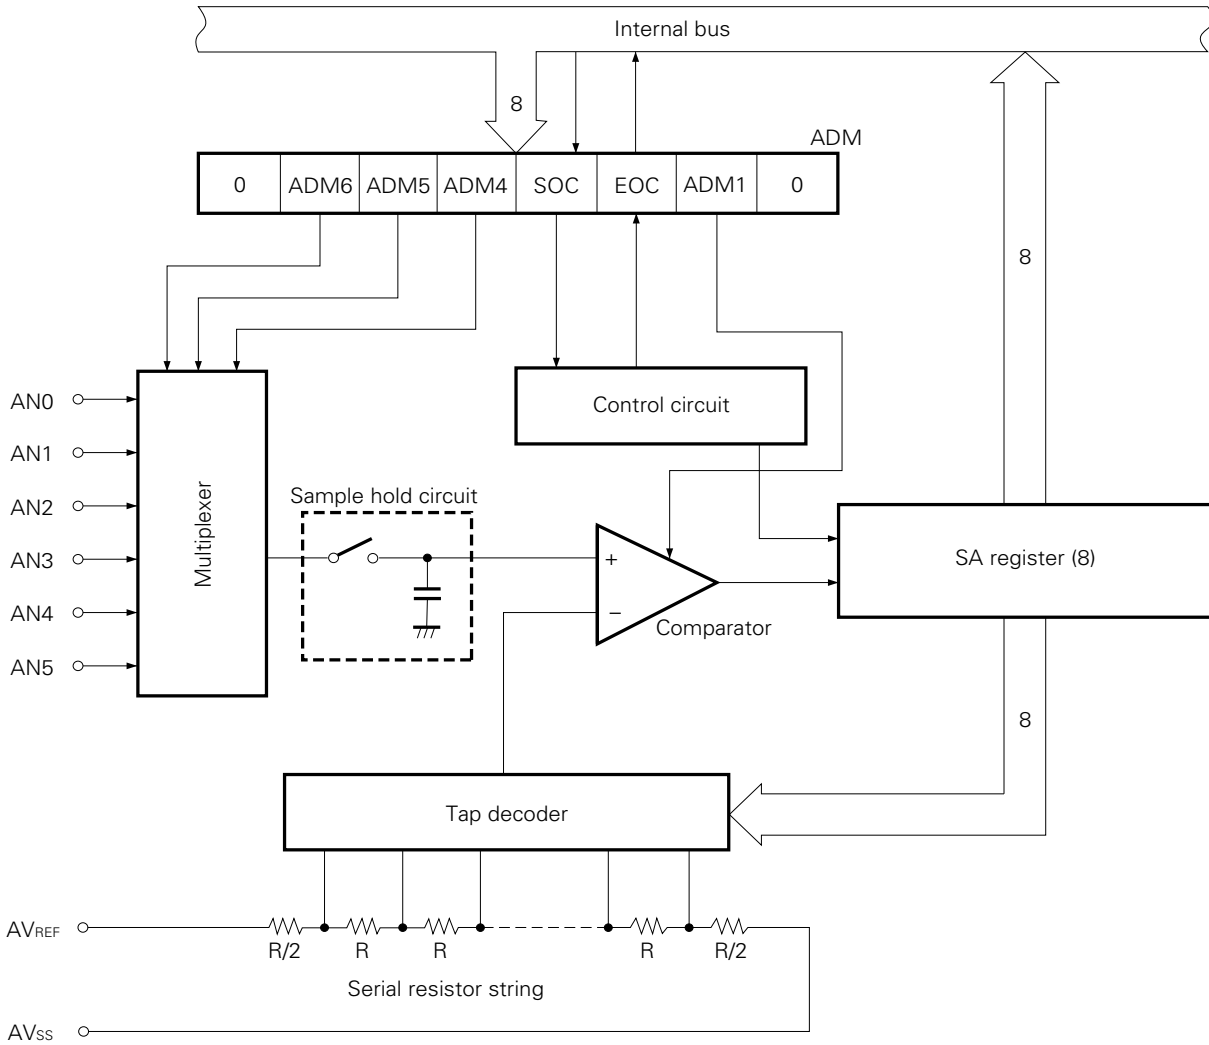 Internal bus
8
ADM
0 ADM6 ADM5 ADM4 SOC EOC ADM1 0
8
Control circuit
AN0
AN1
AN2
AN3
AN4
AN5
Multiplexer
Sample hold circuit
+
−
Comparator
SA register (8)
8
Tap decoder
AVREF
R/2 R R R R/2
Serial resistor string
AVSS